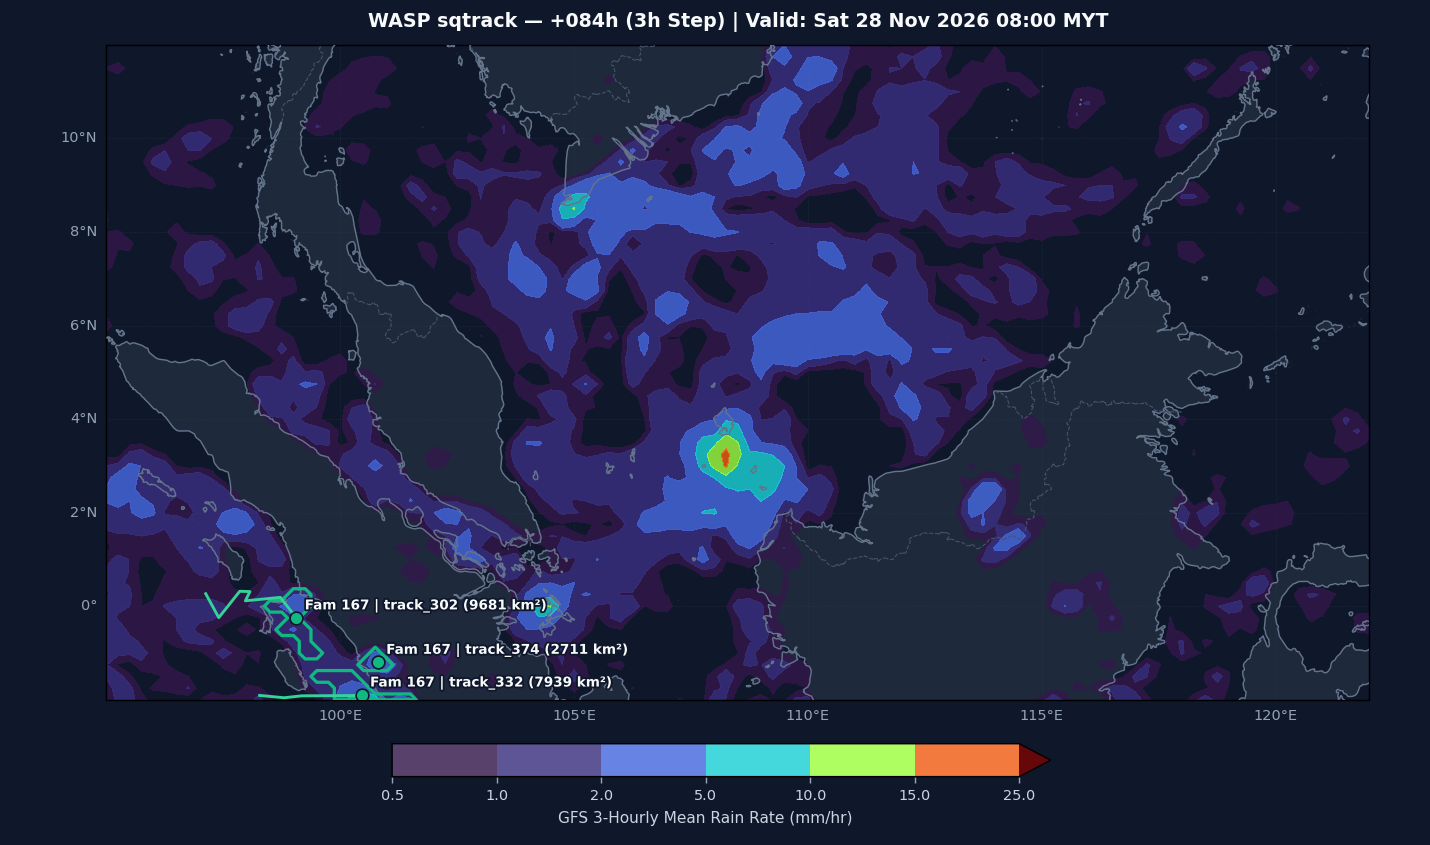 WASP sqtrack — +084h (3h Step) | Valid: Sat 28 Nov 2026 08:00 MYT
10°N
8°N
6°N
4°N
2°N
0°
Fam 167 | track_302 (9681 km²)
Fam 167 | track_374 (2711 km²)
Fam 167 | track_332 (7939 km²)
100°E 105°E 110°E 115°E 120°E
0.5 1.0 2.0 5.0 10.0 15.0 25.0
GFS 3-Hourly Mean Rain Rate (mm/hr)